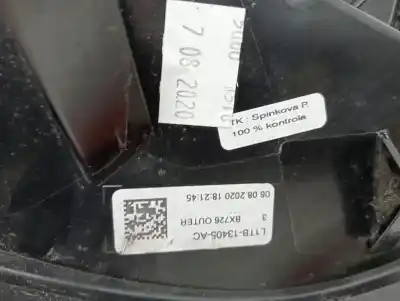 7 08 2020
TK : Spinkova P.
100 % kontrola
L1TB-13405-AC
BX726 OUTER 3
06.08.2020 18:21:45